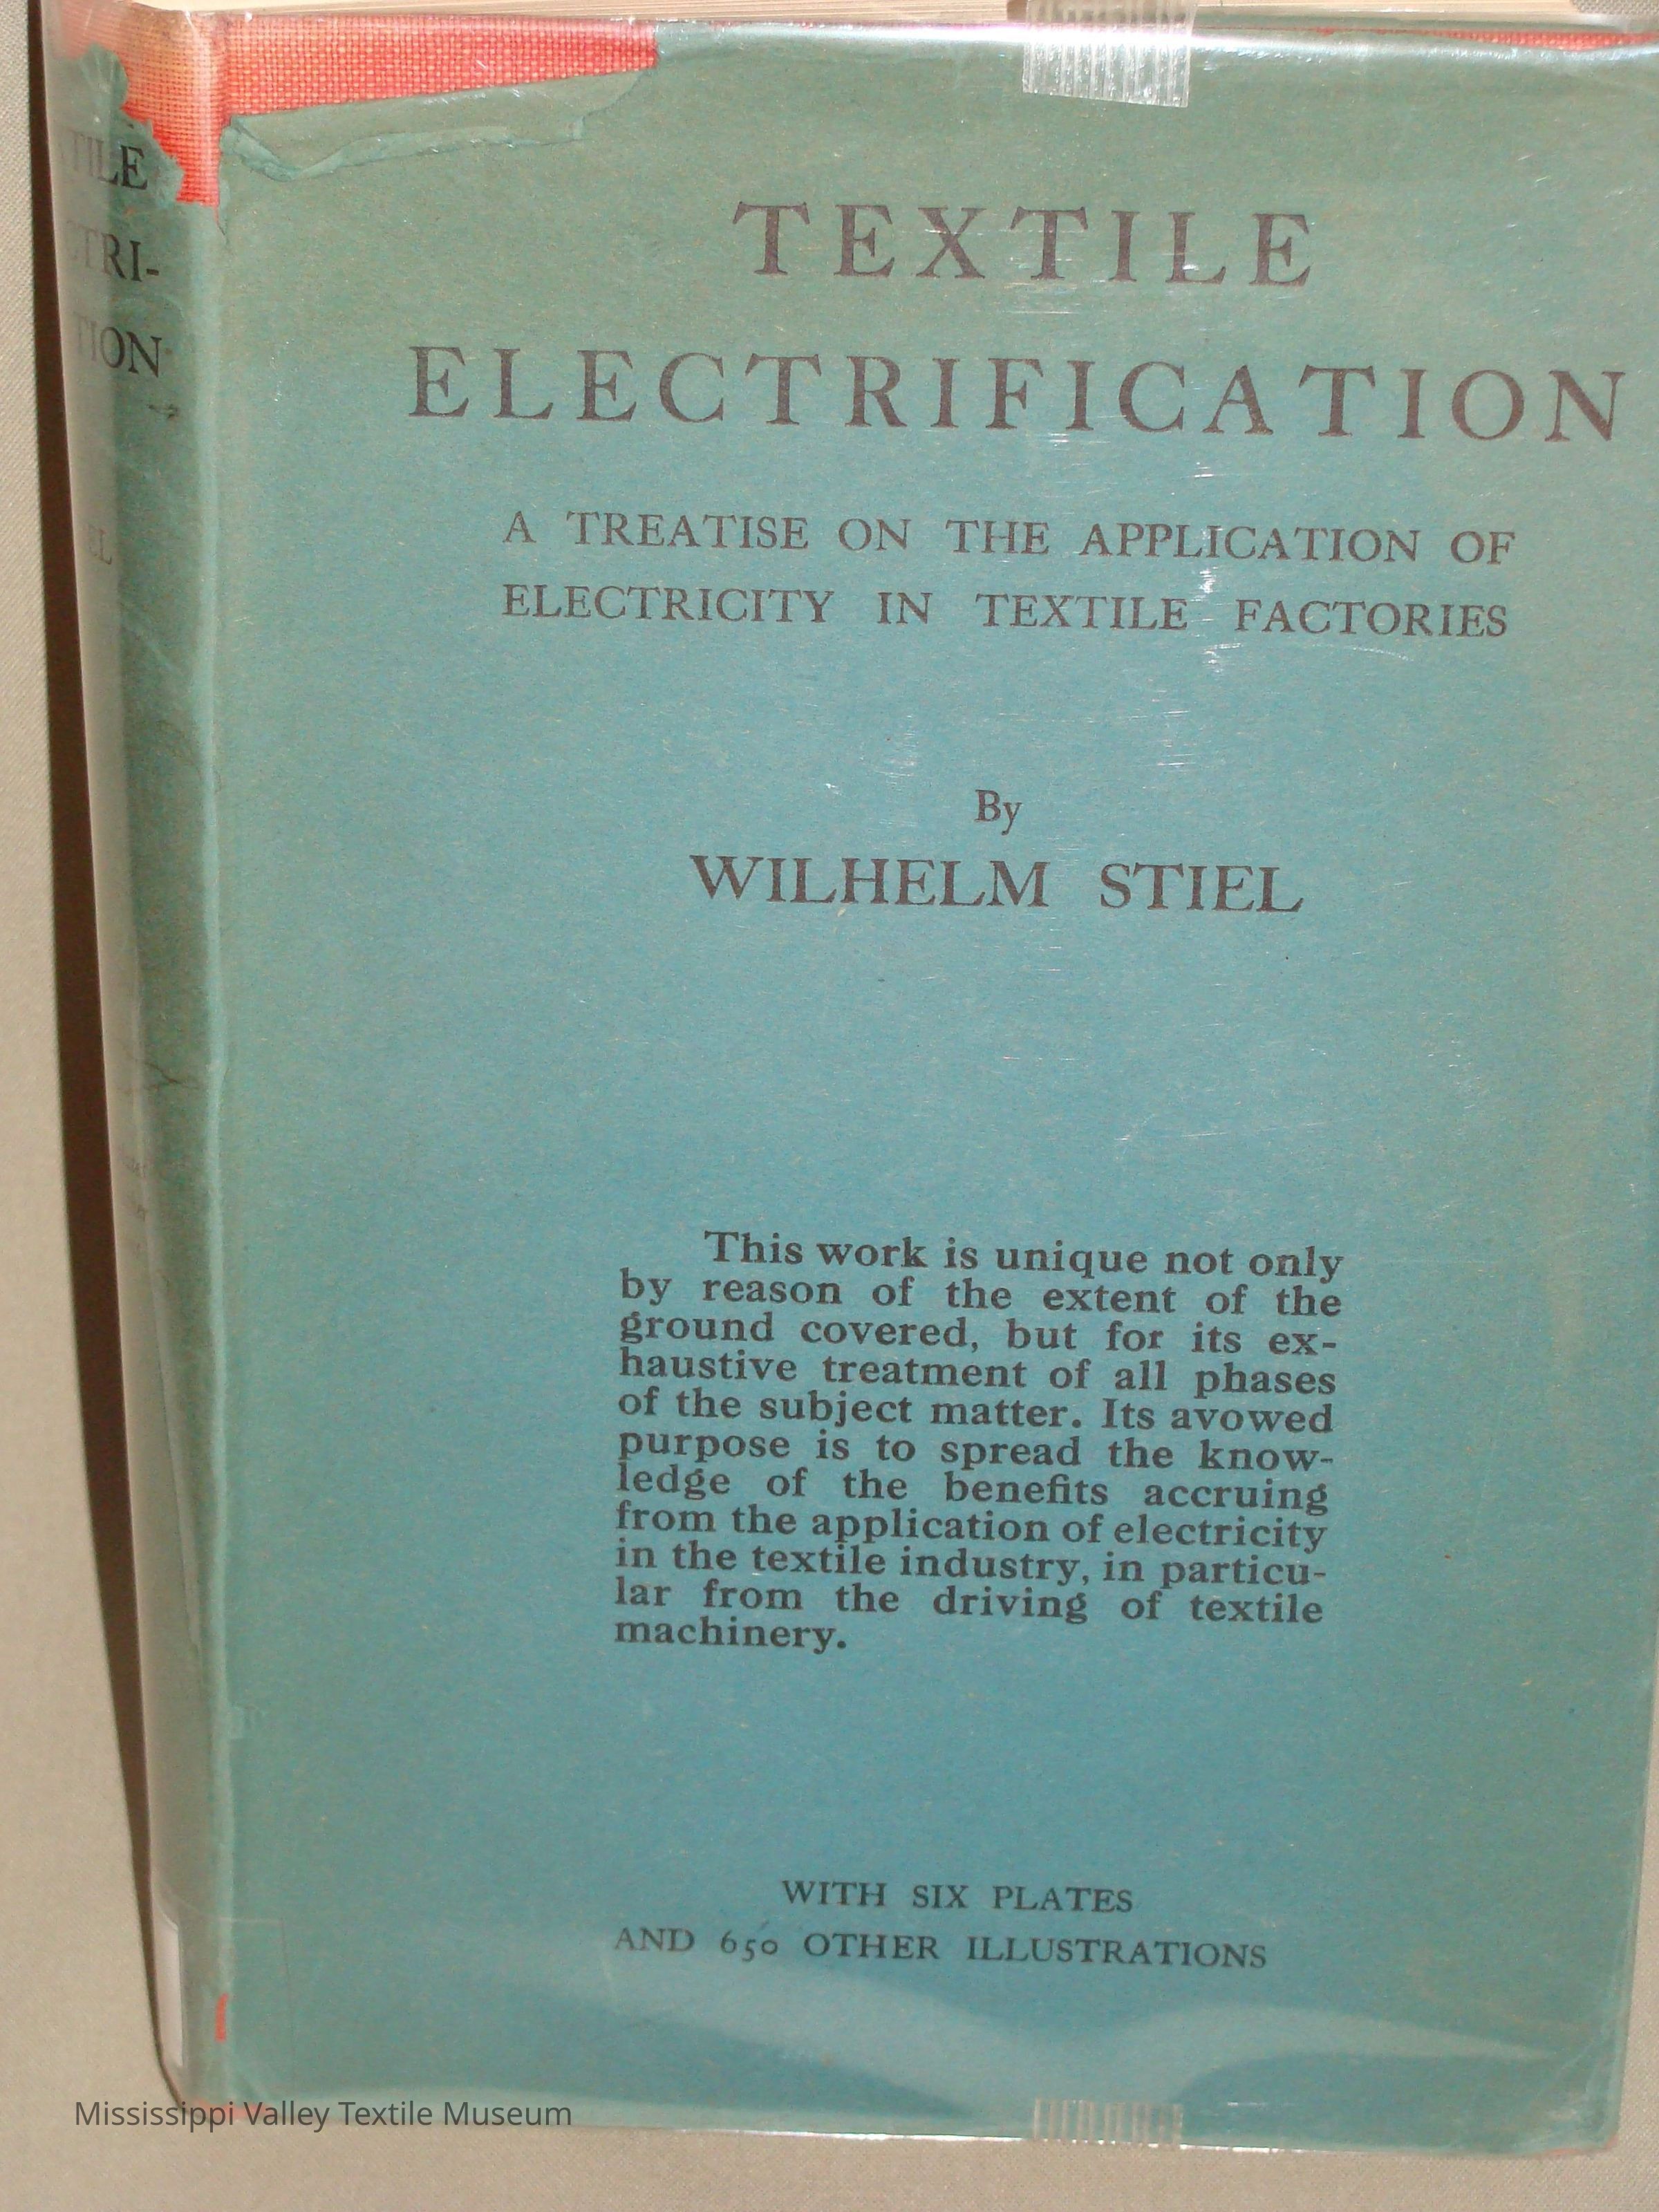 TEXTILE
ELECTRIFICATION
A TREATISE ON THE APPLICATION OF
ELECTRICITY IN TEXTILE FACTORIES
By
WILHELM STIEL
This work is unique not only
by reason of the extent of the
ground covered, but for its ex-
haustive treatment of all phases
of the subject matter. Its avowed
purpose is to spread the know-
ledge of the benefits accruing
from the application of electricity
in the textile industry, in particu-
lar from the driving of textile
machinery.
WITH SIX PLATES
AND 650 OTHER ILLUSTRATIONS
TILE
CTRI-
TION
EL
Mississippi Valley Textile Museum